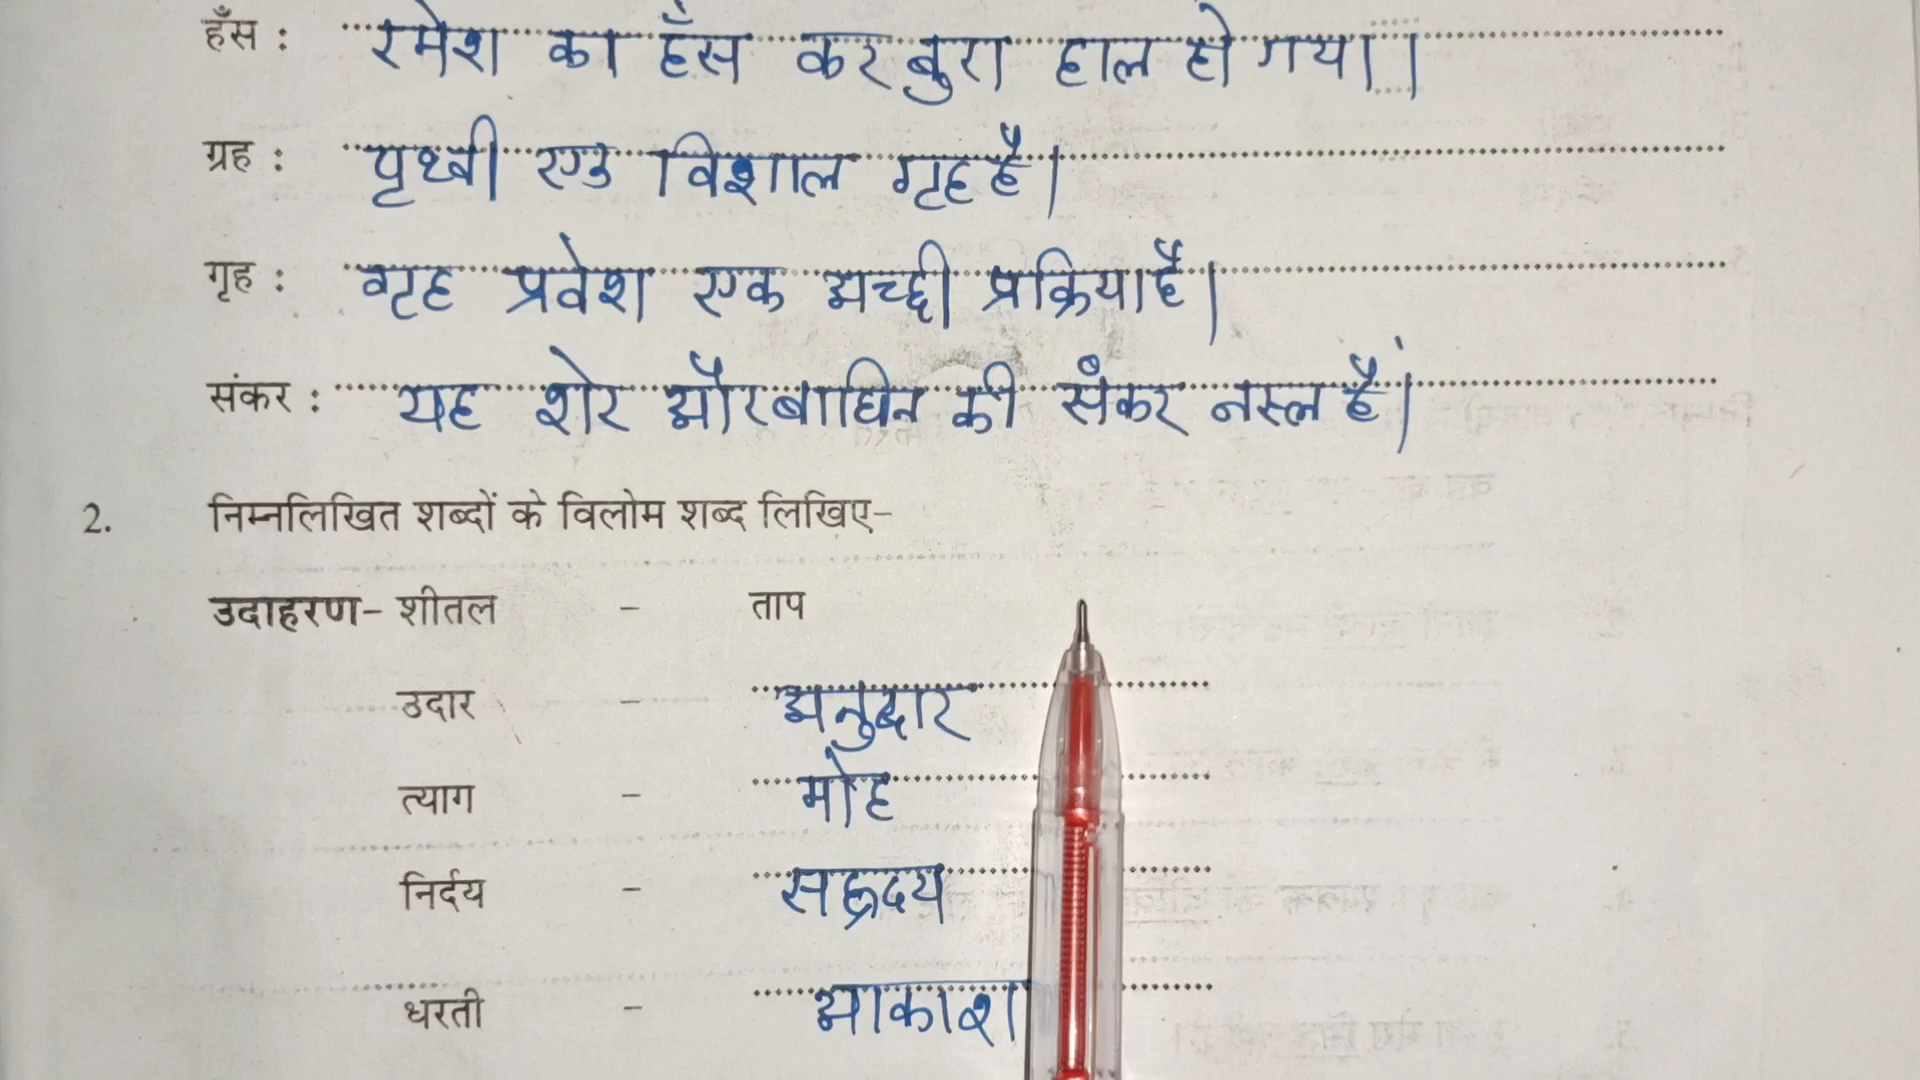 हँस : रमेश का हँस कर बुरा हाल हो गया।
ग्रह : पृथ्वी एक विशाल गृह है।
गृह : गृह प्रवेश एक अच्छी प्रक्रिया है।
संकर : यह शेर और बाघिन की संकर नस्ल है।
2. निम्नलिखित शब्दों के विलोम शब्द लिखिए-
उदाहरण- शीतल - ताप
उदार - अनुदार
त्याग - मोह
निर्दय - सहृदय
धरती - आकाश